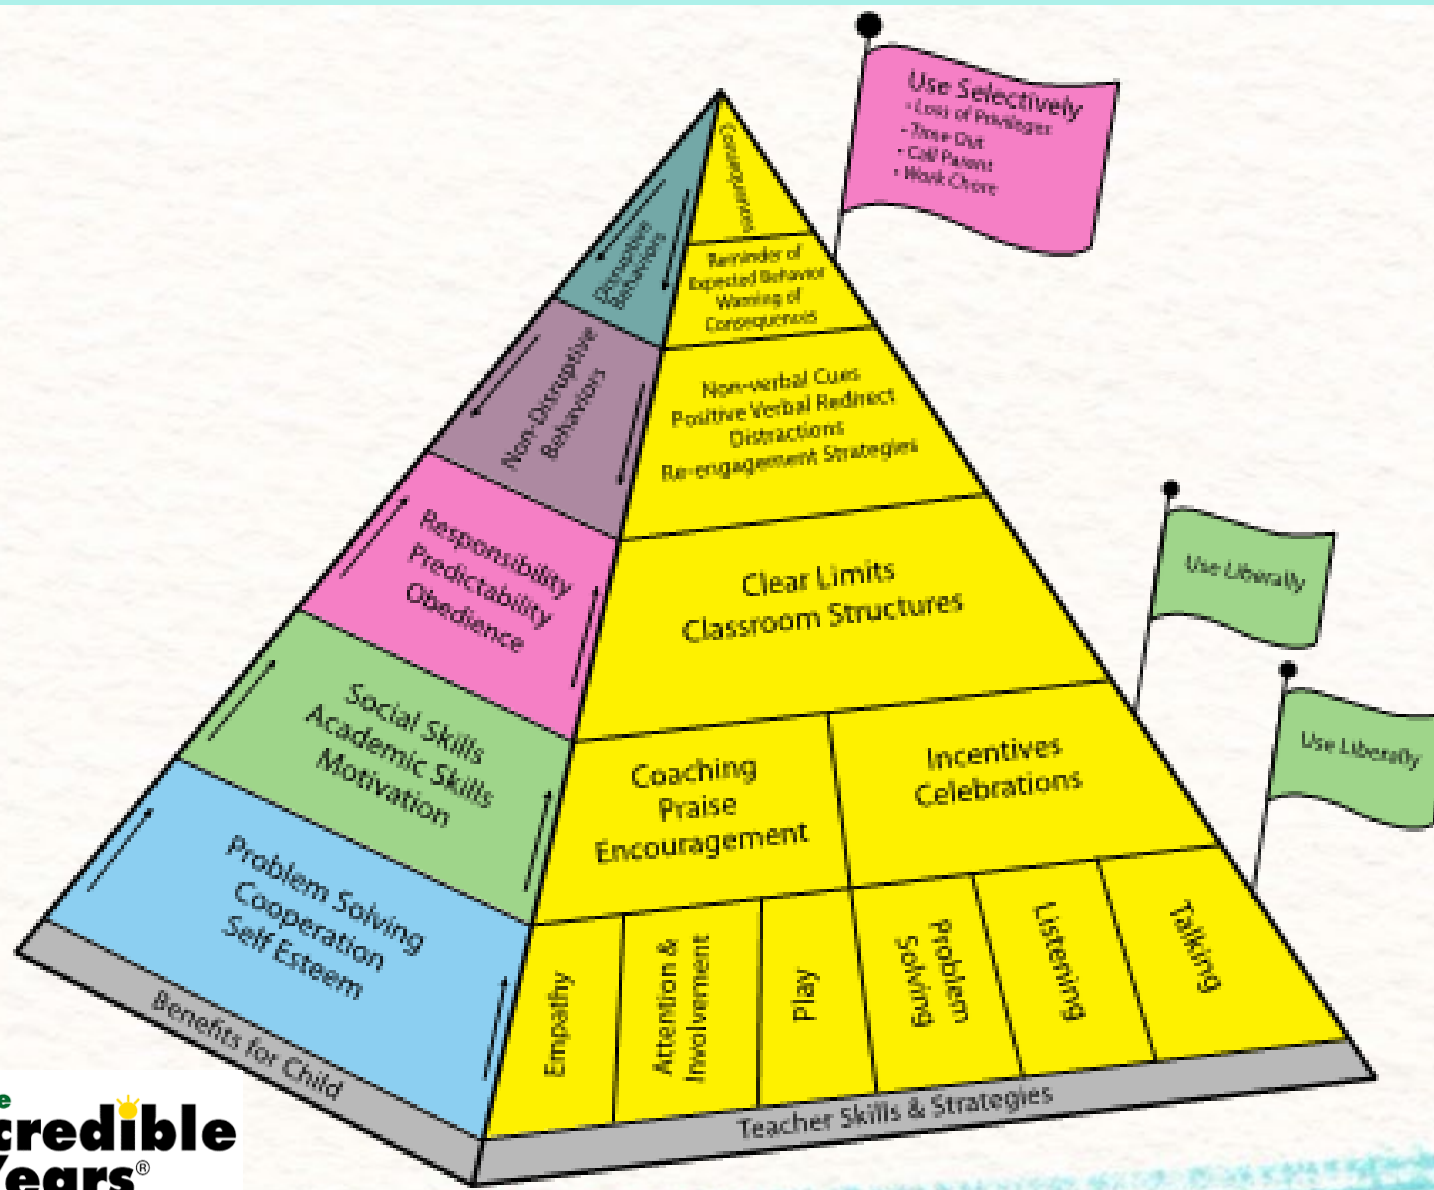 Use Selectively
• Loss of Privileges
• Time Out
• Call Parent
• Work Chore
Consequences
Reminder of
Expected Behavior
Warning of
Consequences
Disruptive
Behaviors
Non-verbal Cues
Positive Verbal Redirect
Distractions
Re-engagement Strategies
Non-Disruptive
Behaviors
Clear Limits
Classroom Structures
Responsibility
Predictability
Obedience
Use Liberally
Coaching
Praise
Encouragement
Incentives
Celebrations
Social Skills
Academic Skills
Motivation
Use Liberally
Problem Solving
Cooperation
Self Esteem
Empathy
Attention &
Involvement
Play
Problem
Solving
Listening
Talking
Benefits for Child
Teacher Skills & Strategies
e
credible
Years®